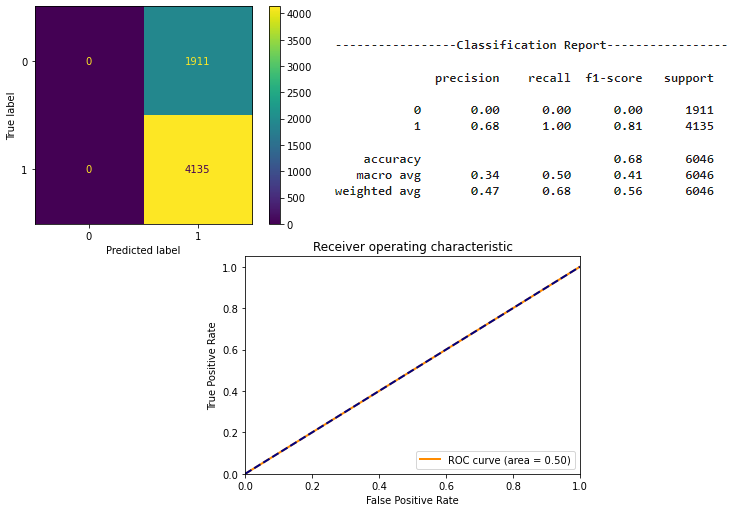 4000
3500
3000
2500
2000
1500
1000
500
0
True label
0
1
0 1911
0 4135
0 1
Predicted label
-----------------Classification Report-----------------
precision recall f1-score support
0 0.00 0.00 0.00 1911
1 0.68 1.00 0.81 4135
accuracy 0.68 6046
macro avg 0.34 0.50 0.41 6046
weighted avg 0.47 0.68 0.56 6046
Receiver operating characteristic
True Positive Rate
1.0
0.8
0.6
0.4
0.2
0.0
ROC curve (area = 0.50)
0.0 0.2 0.4 0.6 0.8 1.0
False Positive Rate